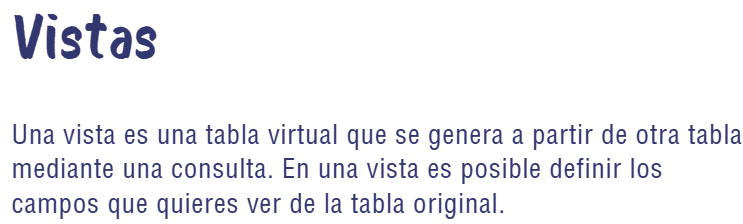 Vistas
Una vista es una tabla virtual que se genera a partir de otra tabla
mediante una consulta. En una vista es posible definir los
campos que quieres ver de la tabla original.